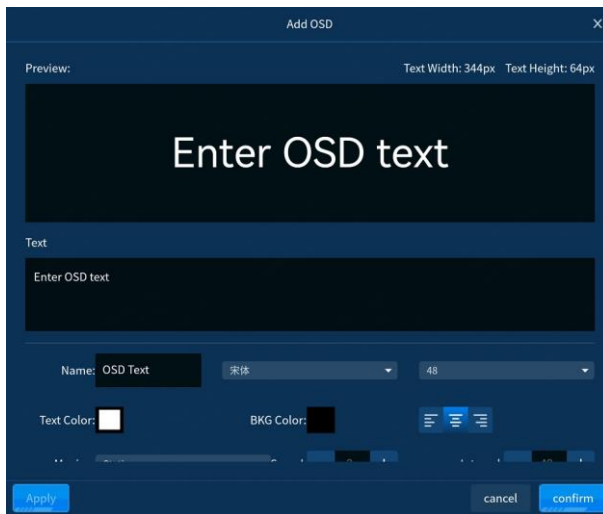 Add OSD
Preview: Text Width: 344px Text Height: 64px
Enter OSD text
Text
Enter OSD text
Name: OSD Text 宋体 48
Text Color: BKG Color:
Apply cancel confirm